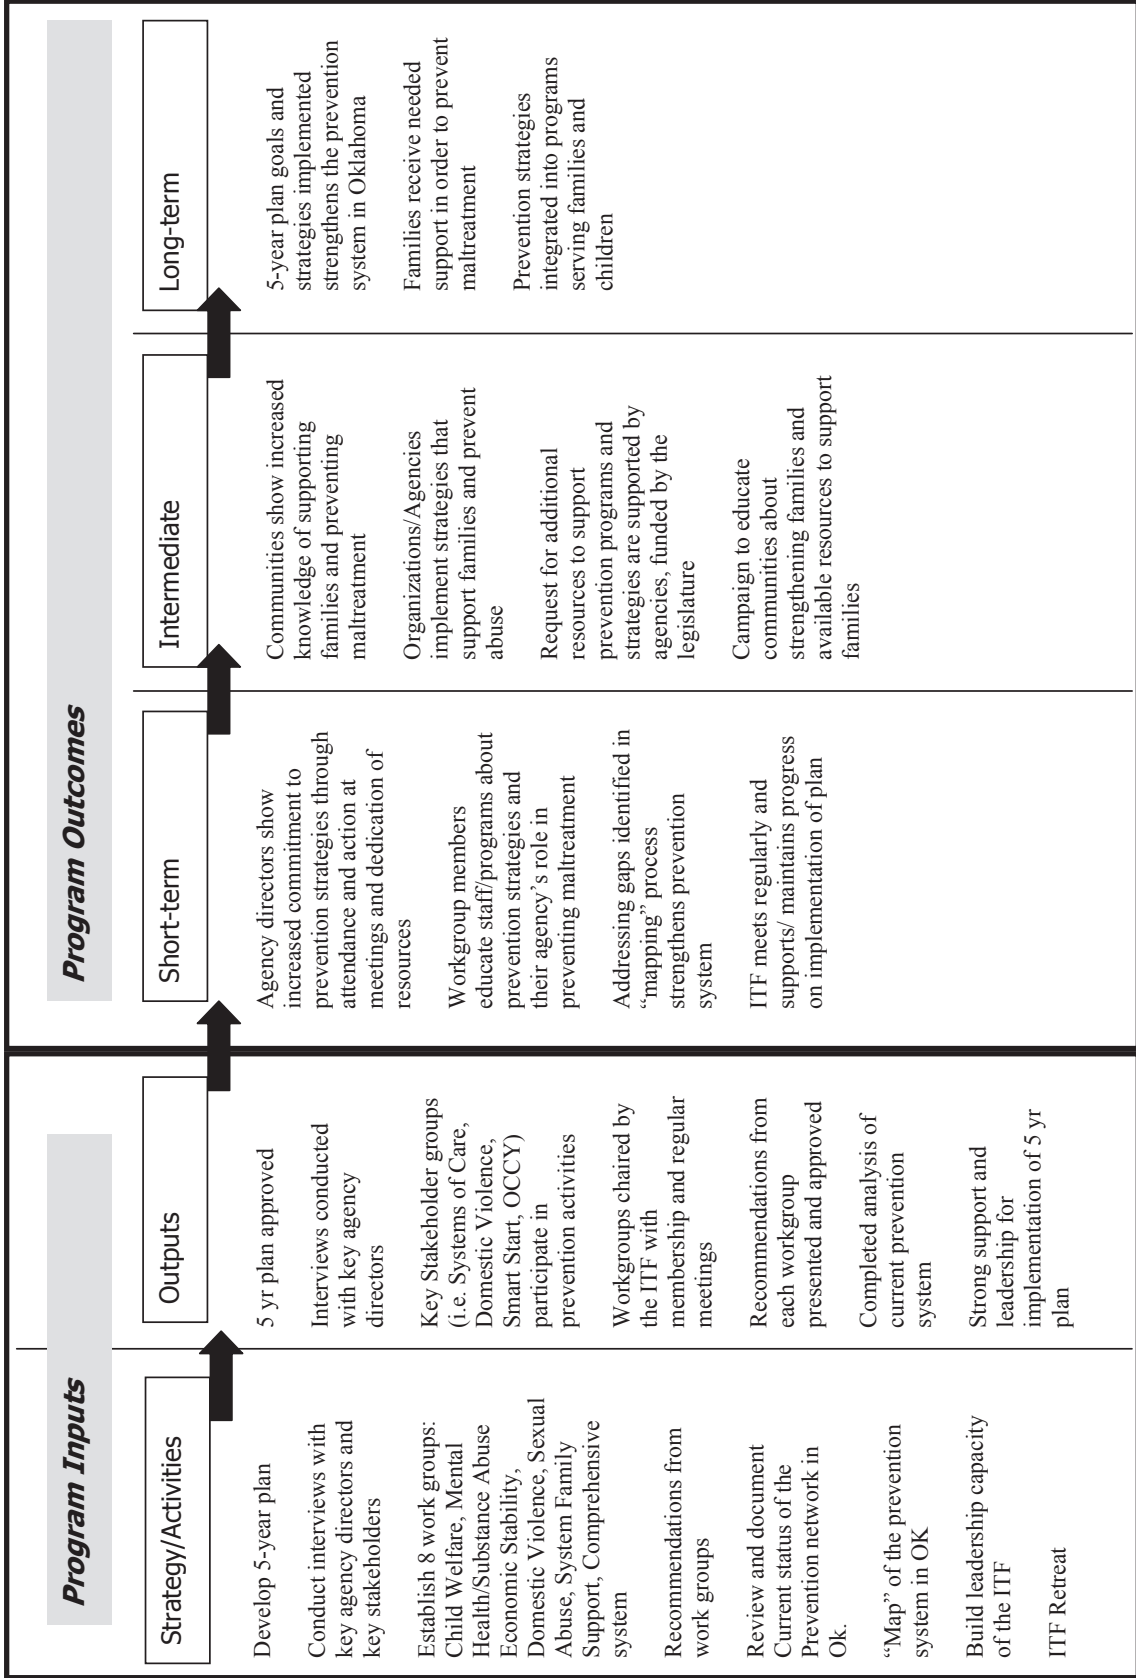 Program Inputs
Program Outcomes
Strategy/Activities
Develop 5-year plan
Conduct interviews with
key agency directors and
key stakeholders
Establish 8 work groups:
Child Welfare, Mental
Health/Substance Abuse
Economic Stability,
Domestic Violence, Sexual
Abuse, System Family
Support, Comprehensive
system
Recommendations from
work groups
Review and document
Current status of the
Prevention network in
Ok.
“Map” of the prevention
system in OK
Build leadership capacity
of the ITF
ITF Retreat
Outputs
5 yr plan approved
Interviews conducted
with key agency
directors
Key Stakeholder groups
(i.e. Systems of Care,
Domestic Violence,
Smart Start, OCCY)
participate in
prevention activities
Workgroups chaired by
the ITF with
membership and regular
meetings
Recommendations from
each workgroup
presented and approved
Completed analysis of
current prevention
system
Strong support and
leadership for
implementation of 5 yr
plan
Short-term
Agency directors show
increased commitment to
prevention strategies through
attendance and action at
meetings and dedication of
resources
Workgroup members
educate staff/programs about
prevention strategies and
their agency’s role in
preventing maltreatment
Addressing gaps identified in
“mapping” process
strengthens prevention
system
ITF meets regularly and
supports/ maintains progress
on implementation of plan
Intermediate
Communities show increased
knowledge of supporting
families and preventing
maltreatment
Organizations/Agencies
implement strategies that
support families and prevent
abuse
Request for additional
resources to support
prevention programs and
strategies are supported by
agencies, funded by the
legislature
Campaign to educate
communities about
strengthening families and
available resources to support
families
Long-term
5-year plan goals and
strategies implemented
strengthens the prevention
system in Oklahoma
Families receive needed
support in order to prevent
maltreatment
Prevention strategies
integrated into programs
serving families and
children